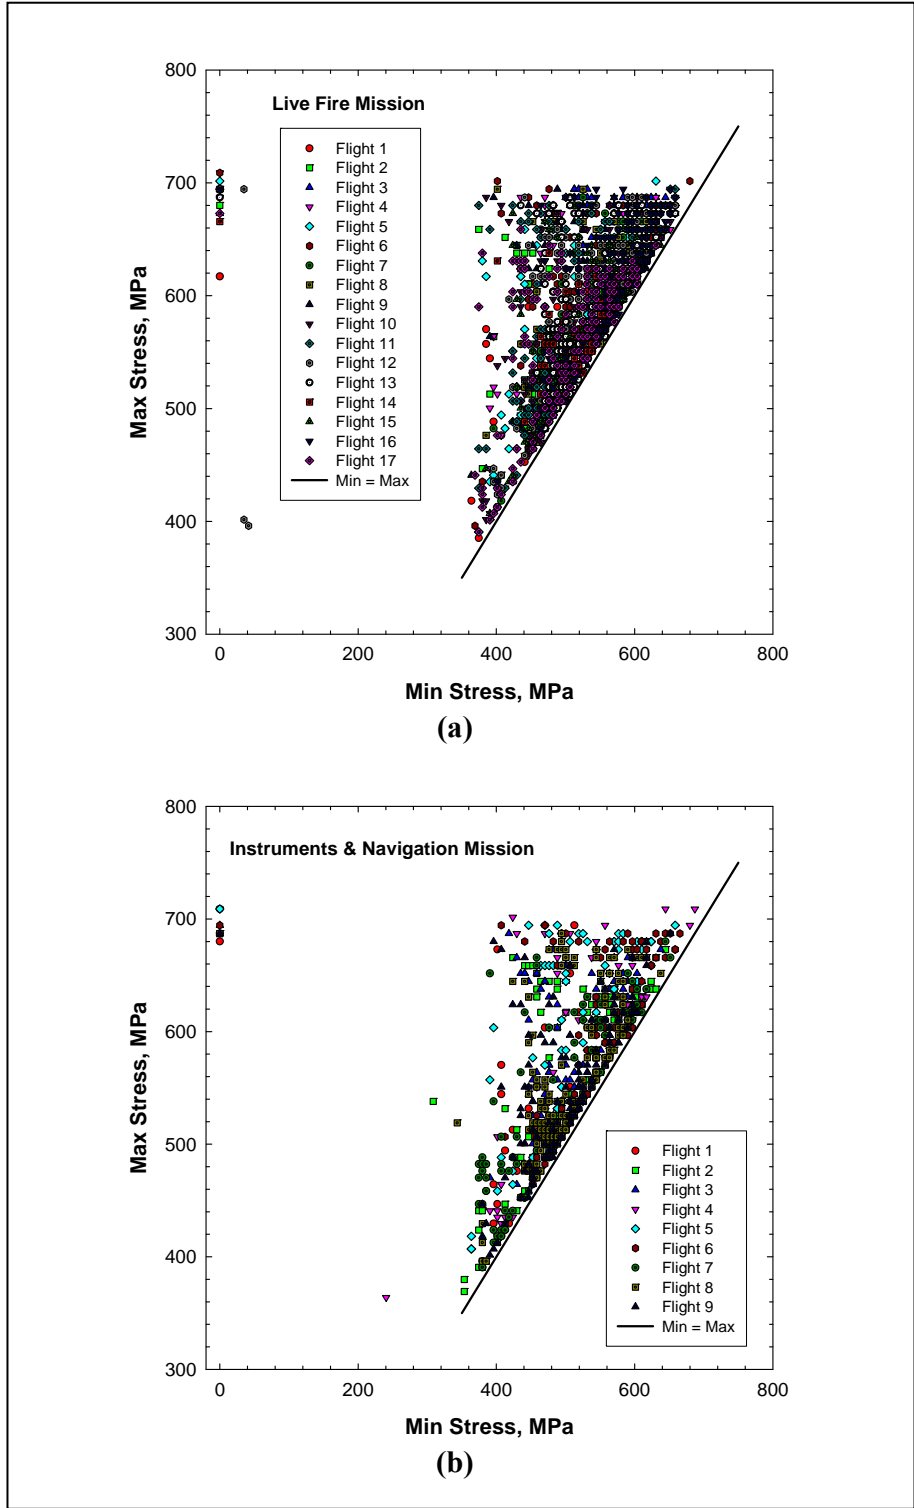 800
700
600
500
400
300
Max Stress, MPa
Live Fire Mission
Flight 1
Flight 2
Flight 3
Flight 4
Flight 5
Flight 6
Flight 7
Flight 8
Flight 9
Flight 10
Flight 11
Flight 12
Flight 13
Flight 14
Flight 15
Flight 16
Flight 17
Min = Max
0 200 400 600 800
Min Stress, MPa
(a)
800
700
600
500
400
300
Max Stress, MPa
Instruments & Navigation Mission
Flight 1
Flight 2
Flight 3
Flight 4
Flight 5
Flight 6
Flight 7
Flight 8
Flight 9
Min = Max
0 200 400 600 800
Min Stress, MPa
(b)